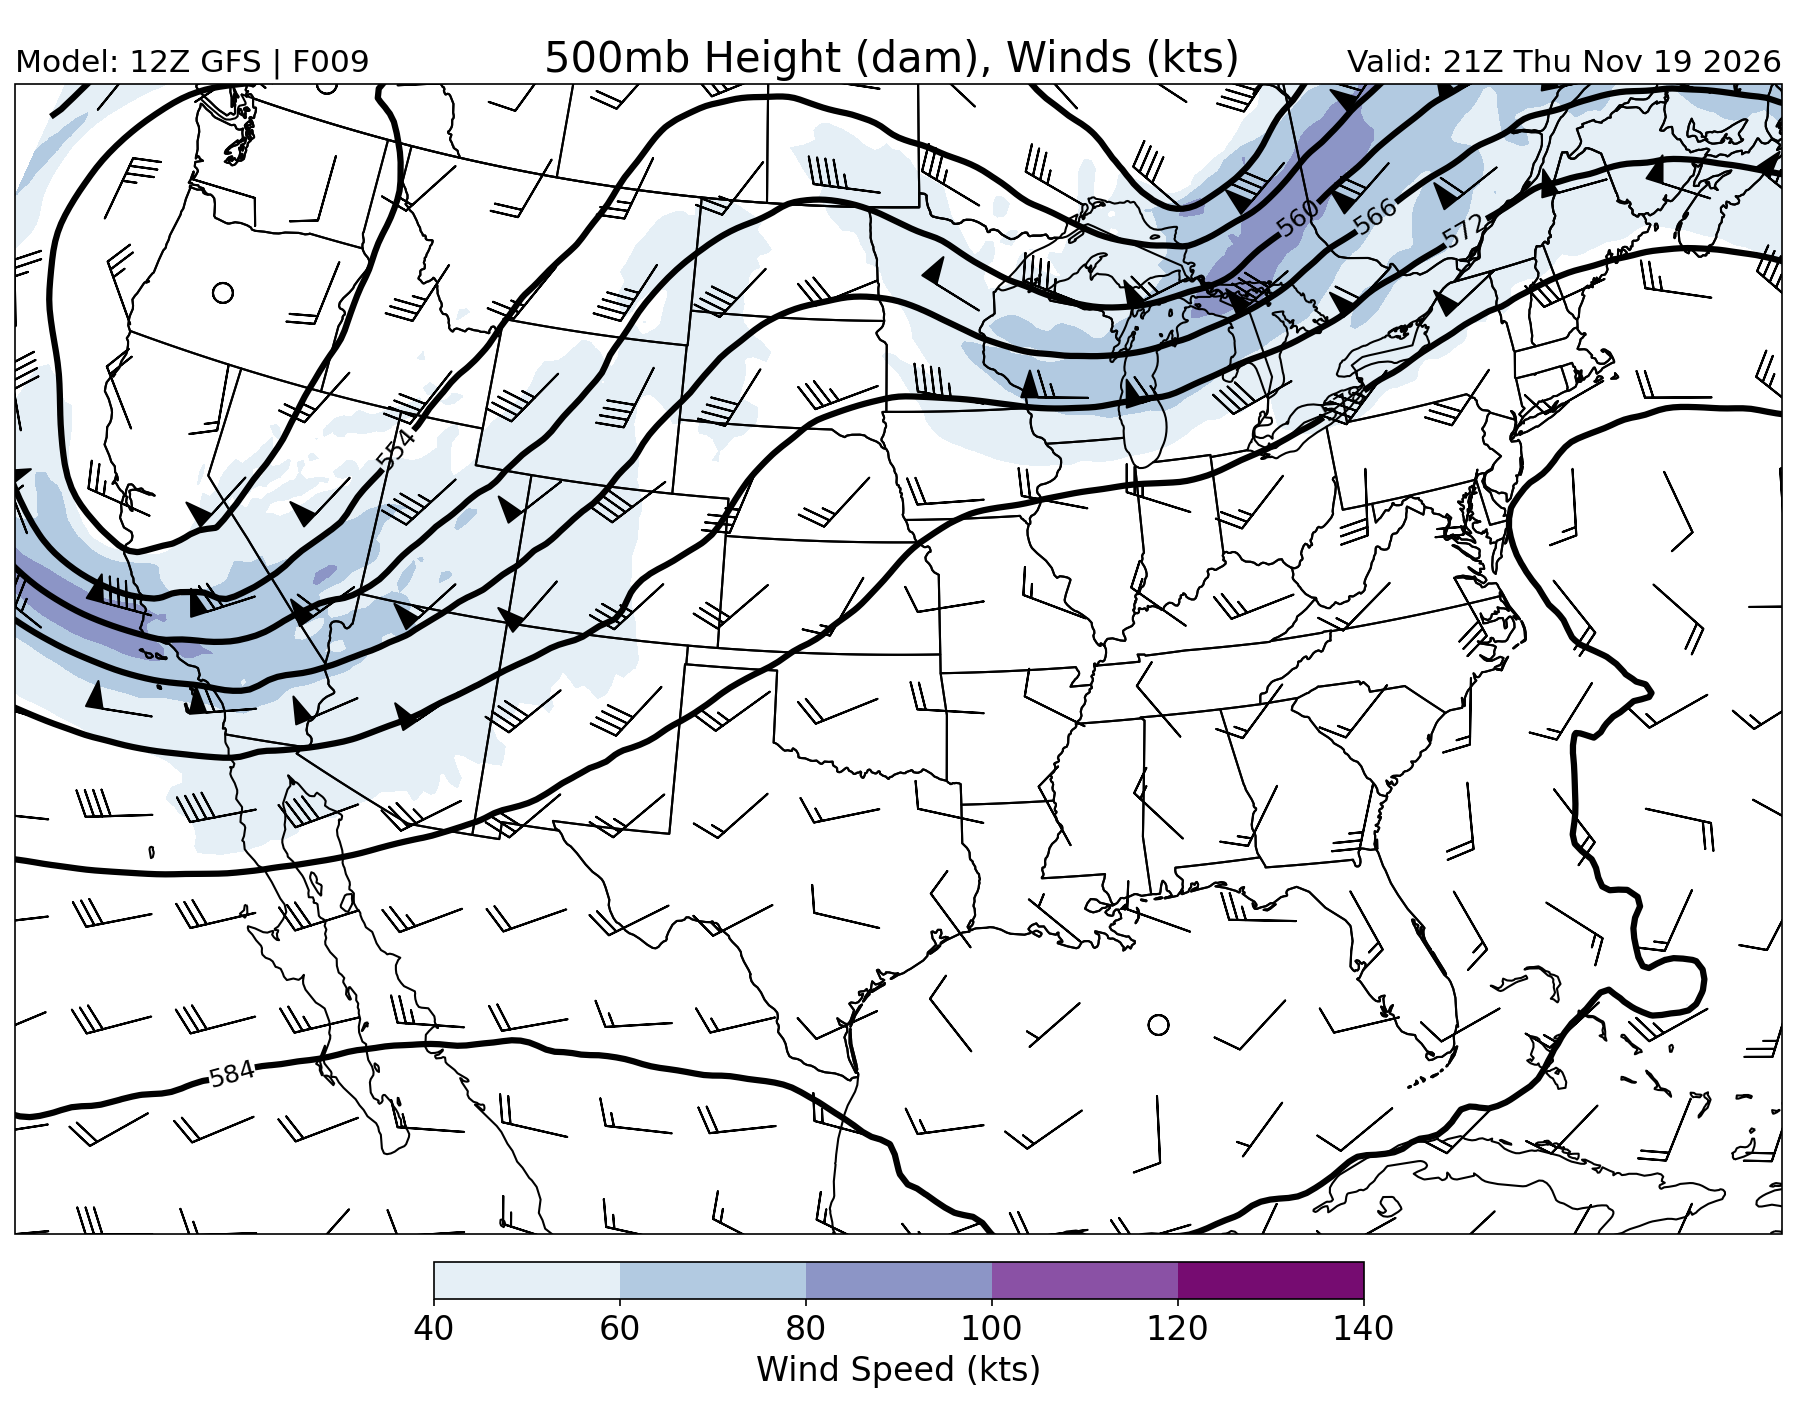 Model: 12Z GFS | F009
500mb Height (dam), Winds (kts)
Valid: 21Z Thu Nov 19 2026
560
566
572
554
584
40 60 80 100 120 140
Wind Speed (kts)